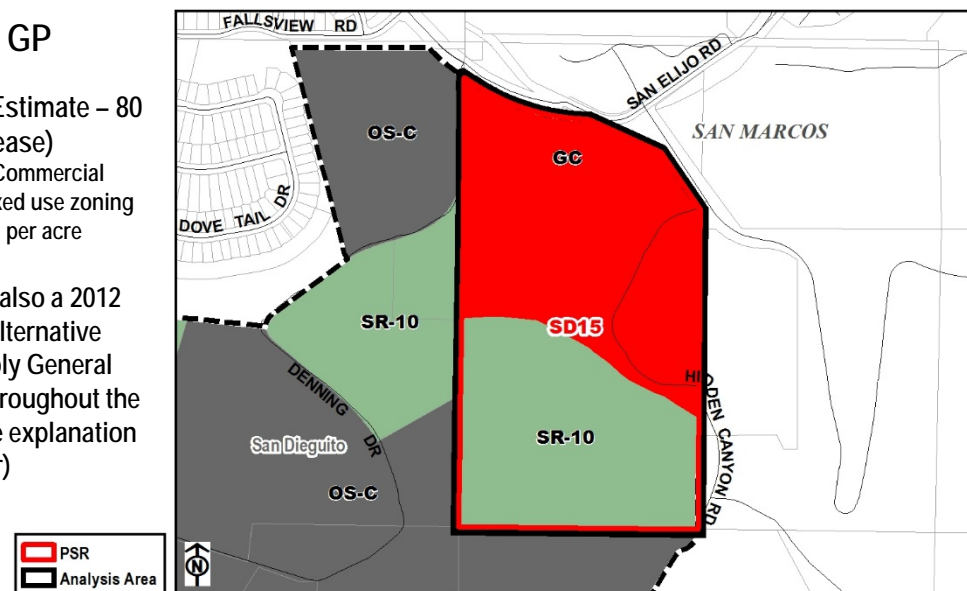 GP
Estimate – 80
ease)
Commercial
xed use zoning
per acre
also a 2012
lternative
ply General
roughout the
e explanation
r)
FALLSVIEW RD
SAN ELIJO RD
SAN MARCOS
OS-C
GC
DOVE TAIL DR
SR-10
SD15
DENNING DR
HIDDEN CANYON RD
San Dieguito
SR-10
OS-C
PSR
Analysis Area
N